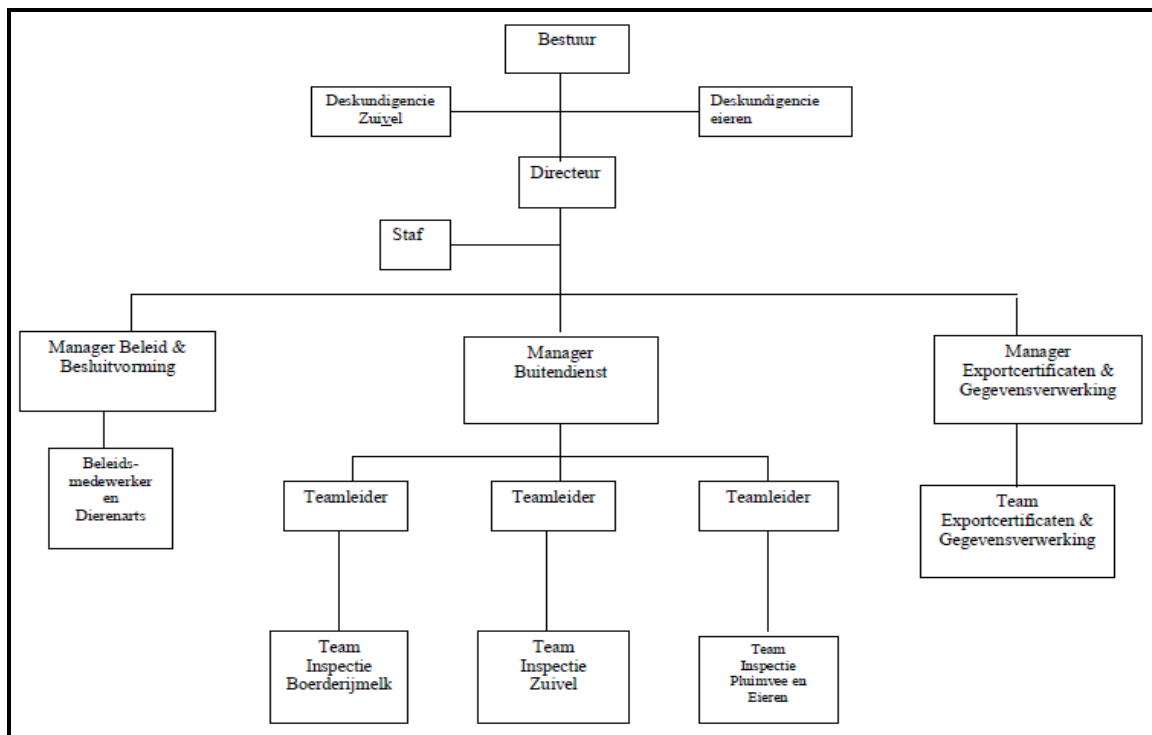 Bestuur
Deskundigencie
Zuivel
Deskundigencie
eieren
Directeur
Staf
Manager Beleid &
Besluitvorming
Manager
Buitendienst
Manager
Exportcertificaten &
Gegevensverwerking
Beleids-
medewerker
en
Dierenarts
Teamleider
Teamleider
Teamleider
Team
Exportcertificaten &
Gegevensverwerking
Team
Inspectie
Boerderijmelk
Team
Inspectie
Zuivel
Team
Inspectie
Pluimvee en
Eieren